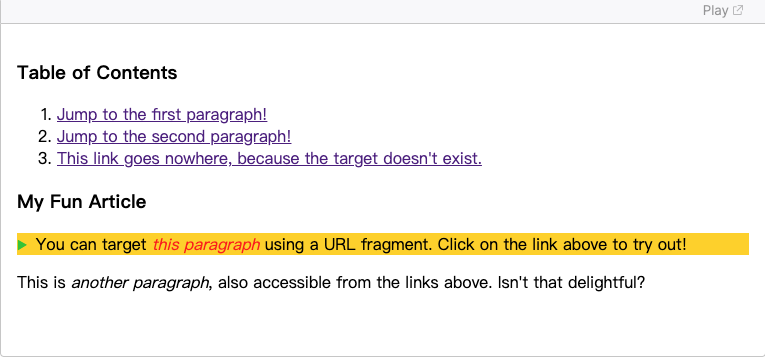 Play
Table of Contents
1. Jump to the first paragraph!
2. Jump to the second paragraph!
3. This link goes nowhere, because the target doesn't exist.
My Fun Article
You can target this paragraph using a URL fragment. Click on the link above to try out!
This is another paragraph, also accessible from the links above. Isn't that delightful?